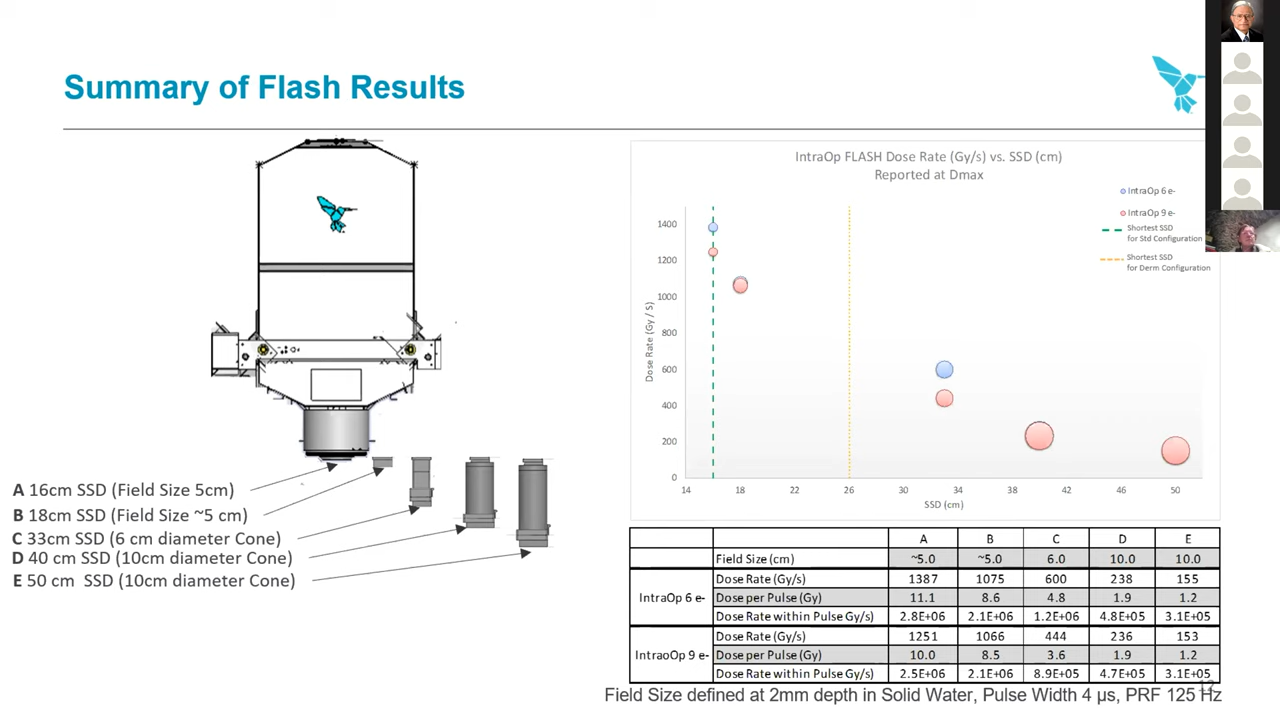 Summary of Flash Results
A 16cm SSD (Field Size 5cm)
B 18cm SSD (Field Size ~5 cm)
C 33cm SSD (6 cm diameter Cone)
D 40 cm SSD (10cm diameter Cone)
E 50 cm SSD (10cm diameter Cone)
IntraOp FLASH Dose Rate (Gy/s) vs. SSD (cm)
Reported at Dmax
IntraOp 6 e-
IntraOp 9 e-
Shortest SSD
for Std Configuration
Shortest SSD
for Derm Configuration
Dose Rate (Gy / S)
1400
1200
1000
800
600
400
200
0
14 18 22 26 30 34 38 42 46 50
SSD (cm)
A B C D E
Field Size (cm) ~5.0 ~5.0 6.0 10.0 10.0
IntraOp 6 e-
Dose Rate (Gy/s) 1387 1075 600 238 155
Dose per Pulse (Gy) 11.1 8.6 4.8 1.9 1.2
Dose Rate within Pulse Gy/s) 2.8E+06 2.1E+06 1.2E+06 4.8E+05 3.1E+05
IntraoOp 9 e-
Dose Rate (Gy/s) 1251 1066 444 236 153
Dose per Pulse (Gy) 10.0 8.5 3.6 1.9 1.2
Dose Rate within Pulse Gy/s) 2.5E+06 2.1E+06 8.9E+05 4.7E+05 3.1E+05
Field Size defined at 2mm depth in Solid Water, Pulse Width 4 μs, PRF 125 Hz